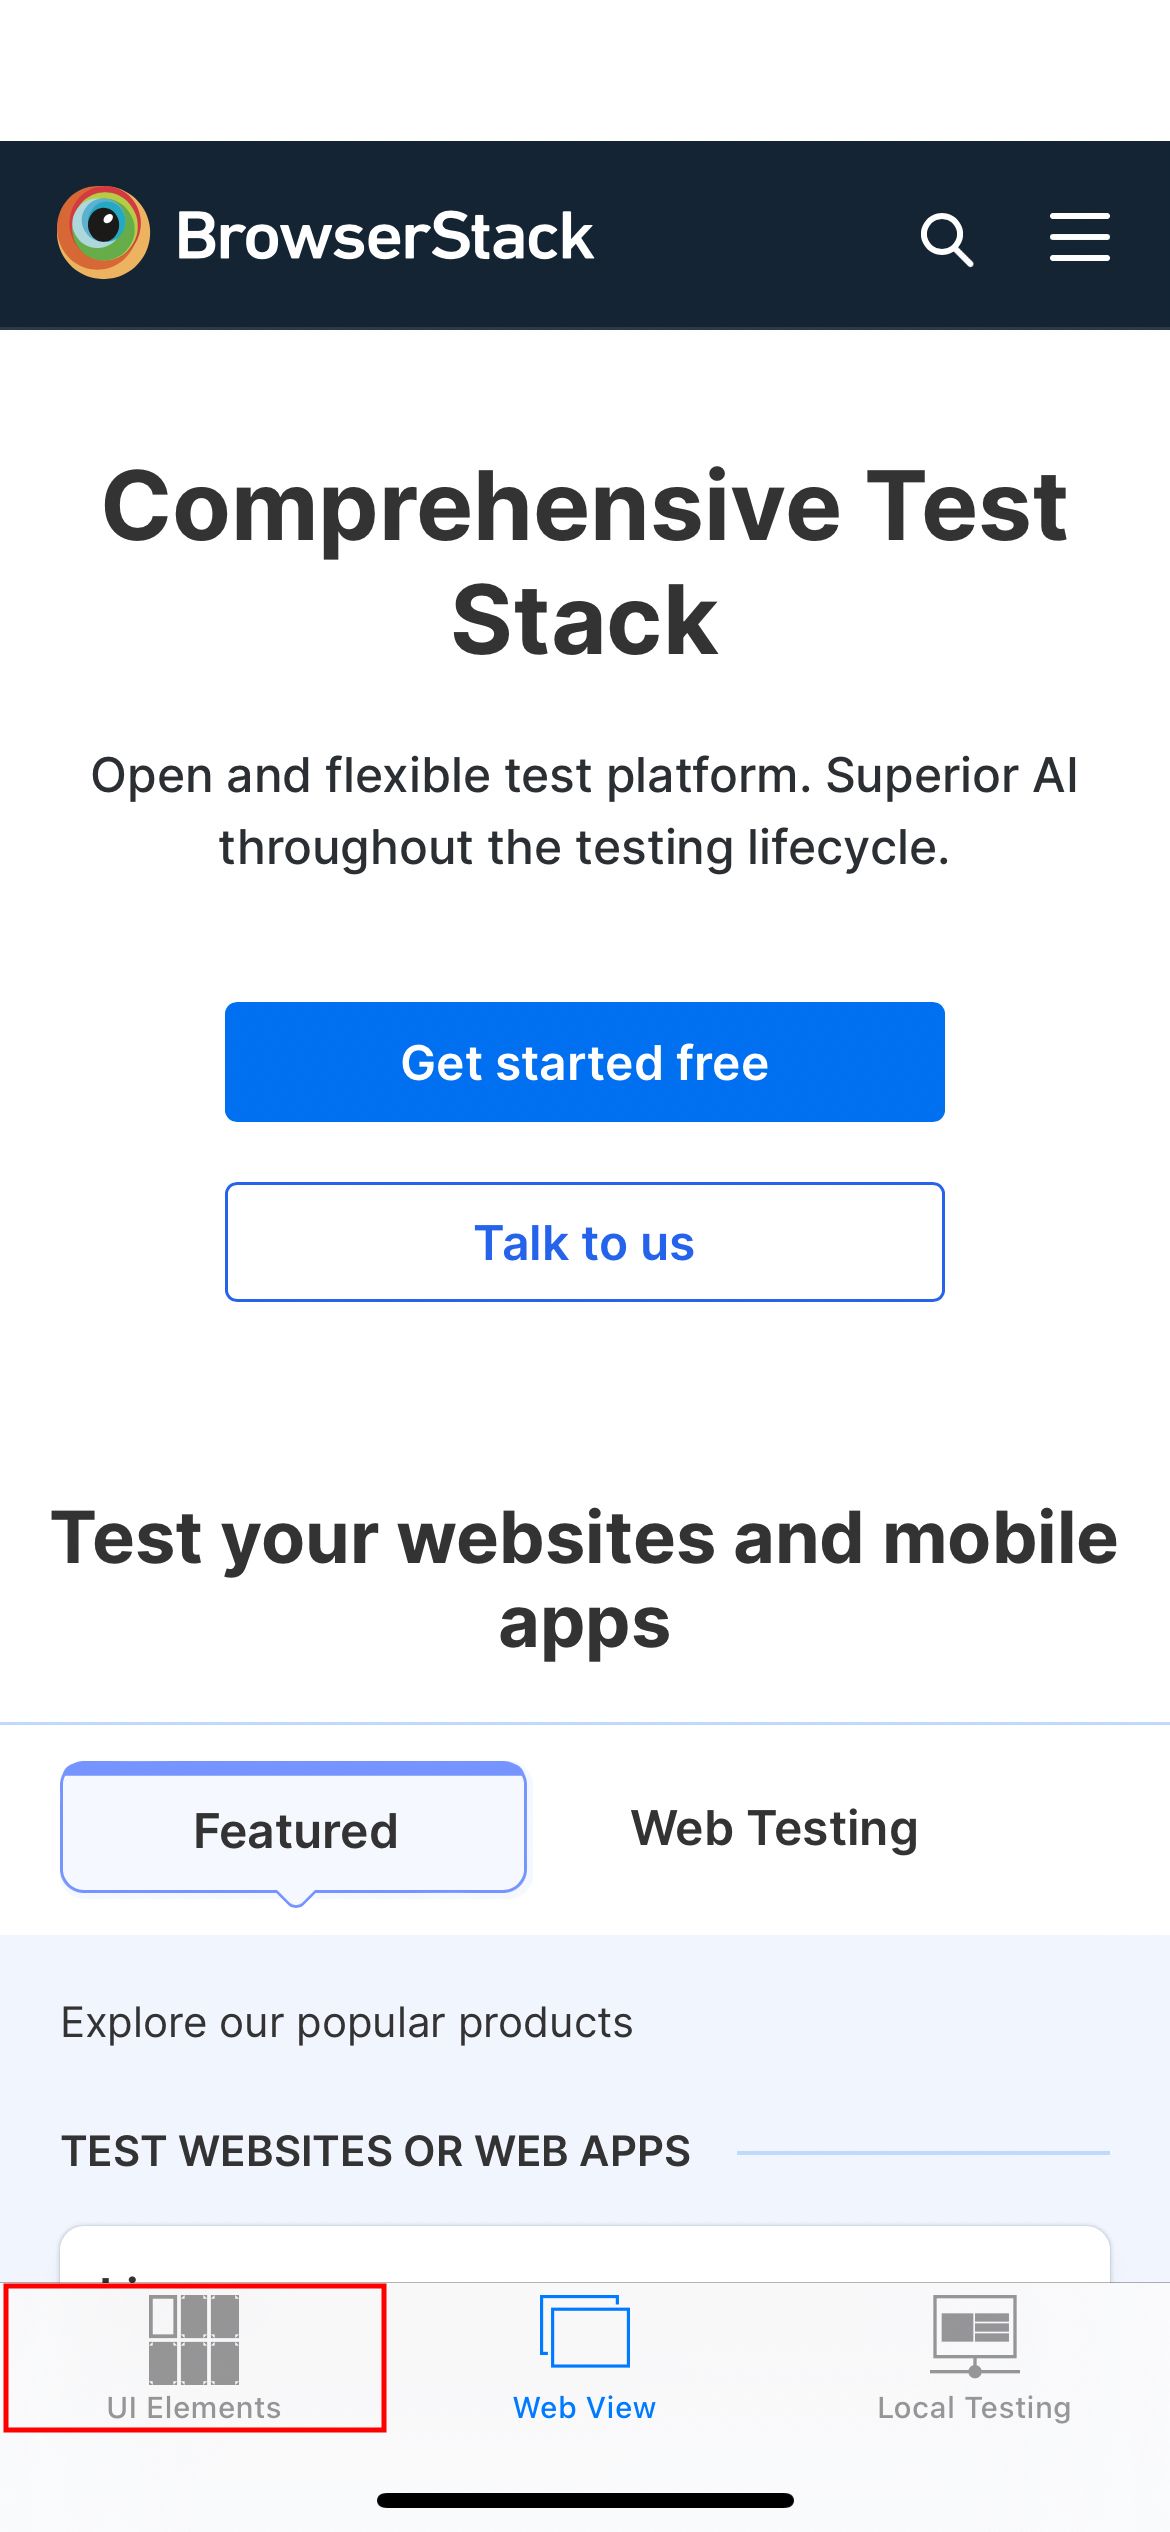 BrowserStack
Comprehensive Test
Stack
Open and flexible test platform. Superior AI
throughout the testing lifecycle.
Get started free
Talk to us
Test your websites and mobile
apps
Featured
Web Testing
Explore our popular products
TEST WEBSITES OR WEB APPS
UI Elements
Web View
Local Testing